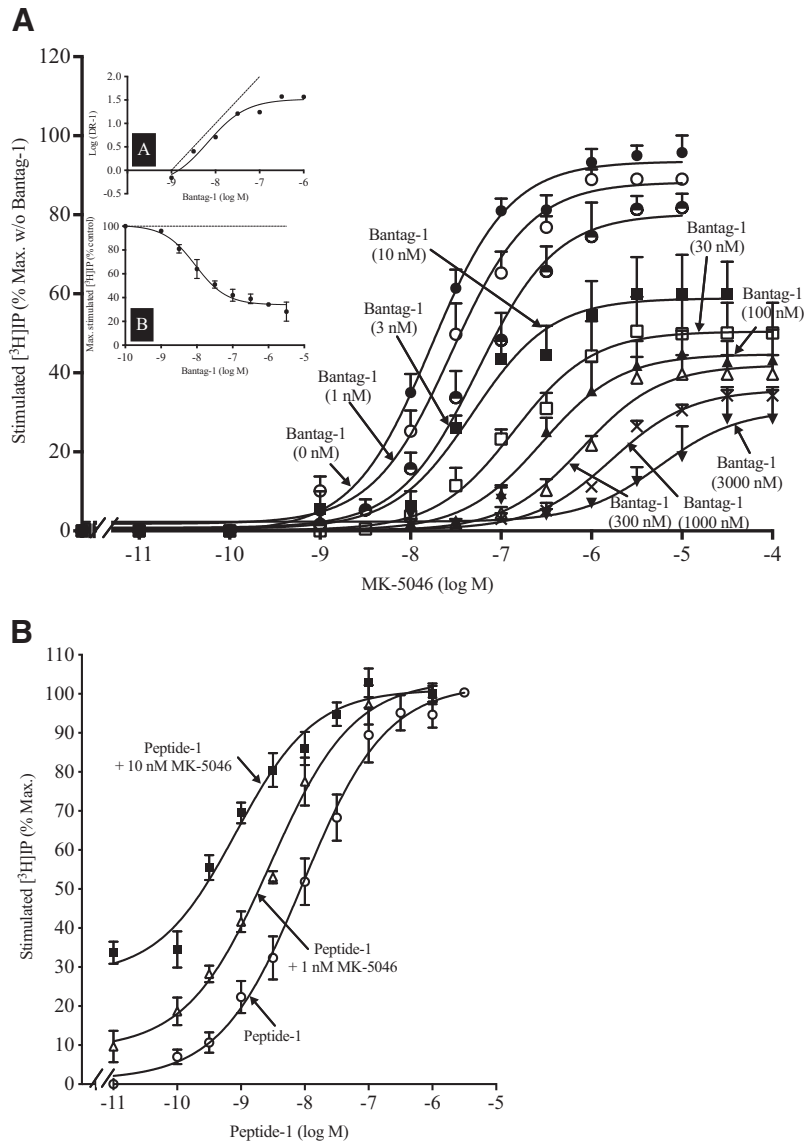 A
120
100
80
60
40
20
0
Stimulated [³H]IP (% Max. w/o Bantag-1)
2.0
1.5
1.0
0.5
0.0
-0.5
Log (DR-1)
A
-9
-8
-7
-6
Bantag-1 (log M)
100
80
60
40
20
0
Max. stimulated [³H]IP (% control)
B
-10
-8
-6
Bantag-1 (log M)
Bantag-1
(10 nM)
Bantag-1
(3 nM)
Bantag-1
(1 nM)
Bantag-1
(0 nM)
Bantag-1
(30 nM)
Bantag-1
(100 nM)
Bantag-1
(3000 nM)
Bantag-1
(300 nM)
Bantag-1
(1000 nM)
-11
-10
-9
-8
-7
-6
-5
-4
MK-5046 (log M)
B
110
100
90
80
70
60
50
40
30
20
10
0
Stimulated [³H]IP (% Max.)
Peptide-1
+ 10 nM MK-5046
Peptide-1
+ 1 nM MK-5046
Peptide-1
-11
-10
-9
-8
-7
-6
-5
Peptide-1 (log M)